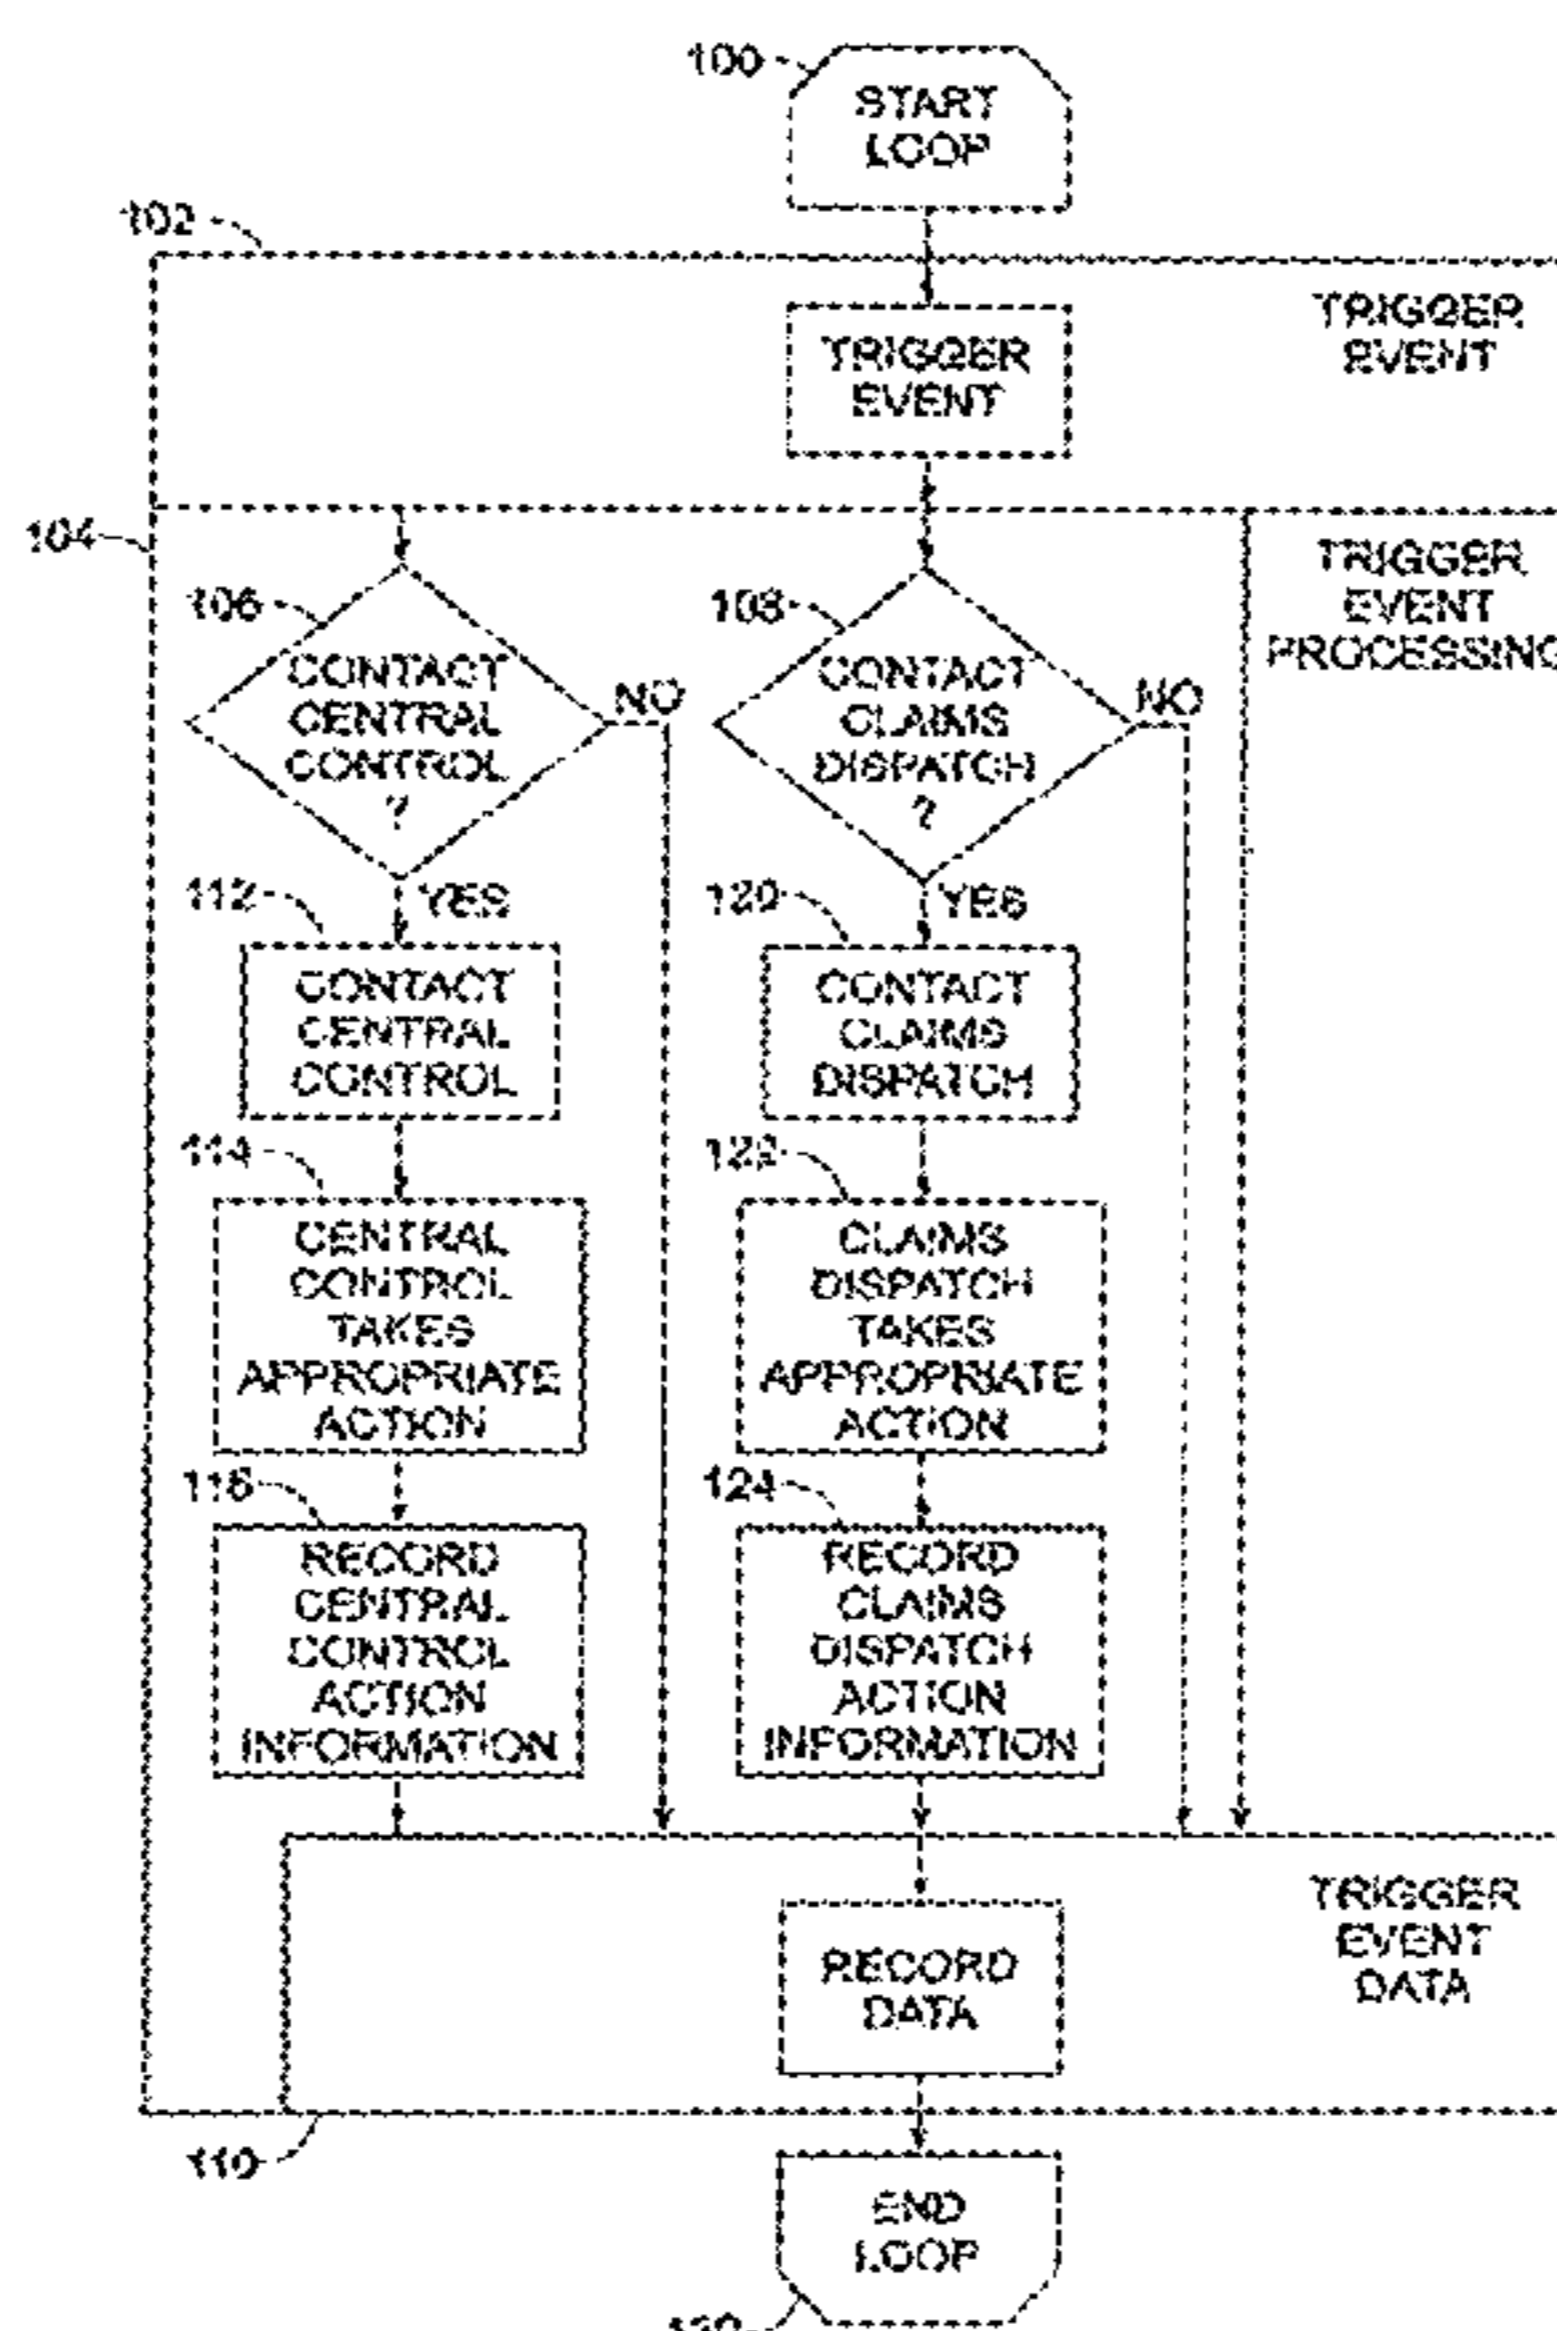 100
START
LOOP
102
TRIGGER
EVENT
TRIGGER
EVENT
104
TRIGGER
EVENT
PROCESSING
106
CONTACT
CENTRAL
CONTROL
?
NO
108
CONTACT
CLAIMS
DISPATCH
?
NO
YES
YES
112
CONTACT
CENTRAL
CONTROL
120
CONTACT
CLAIMS
DISPATCH
114
CENTRAL
CONTROL
TAKES
APPROPRIATE
ACTION
122
CLAIMS
DISPATCH
TAKES
APPROPRIATE
ACTION
116
RECORD
CENTRAL
CONTROL
ACTION
INFORMATION
124
RECORD
CLAIMS
DISPATCH
ACTION
INFORMATION
TRIGGER
EVENT
DATA
RECORD
DATA
110
END
LOOP